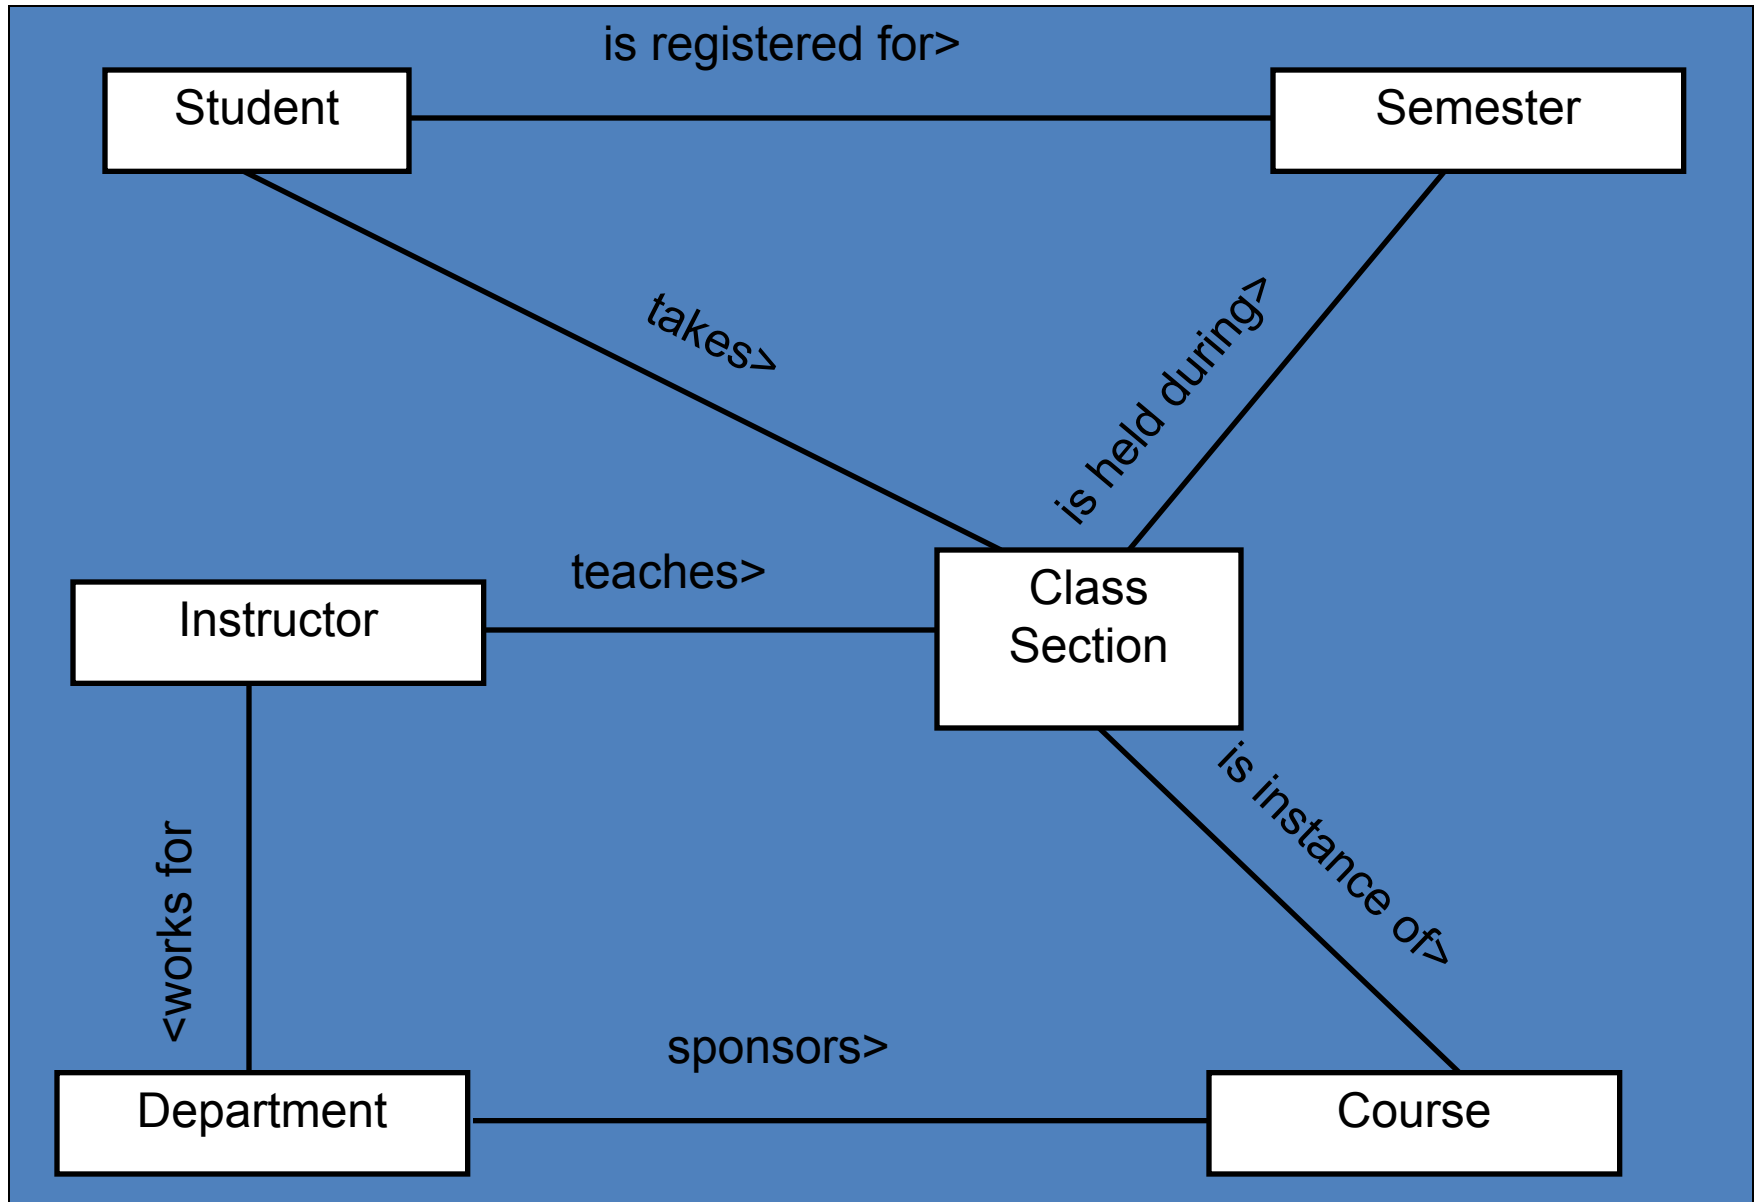 is registered for>
Student
Semester
takes>
is held during>
teaches>
Class
Section
Instructor
is instance of>
<works for
sponsors>
Department
Course